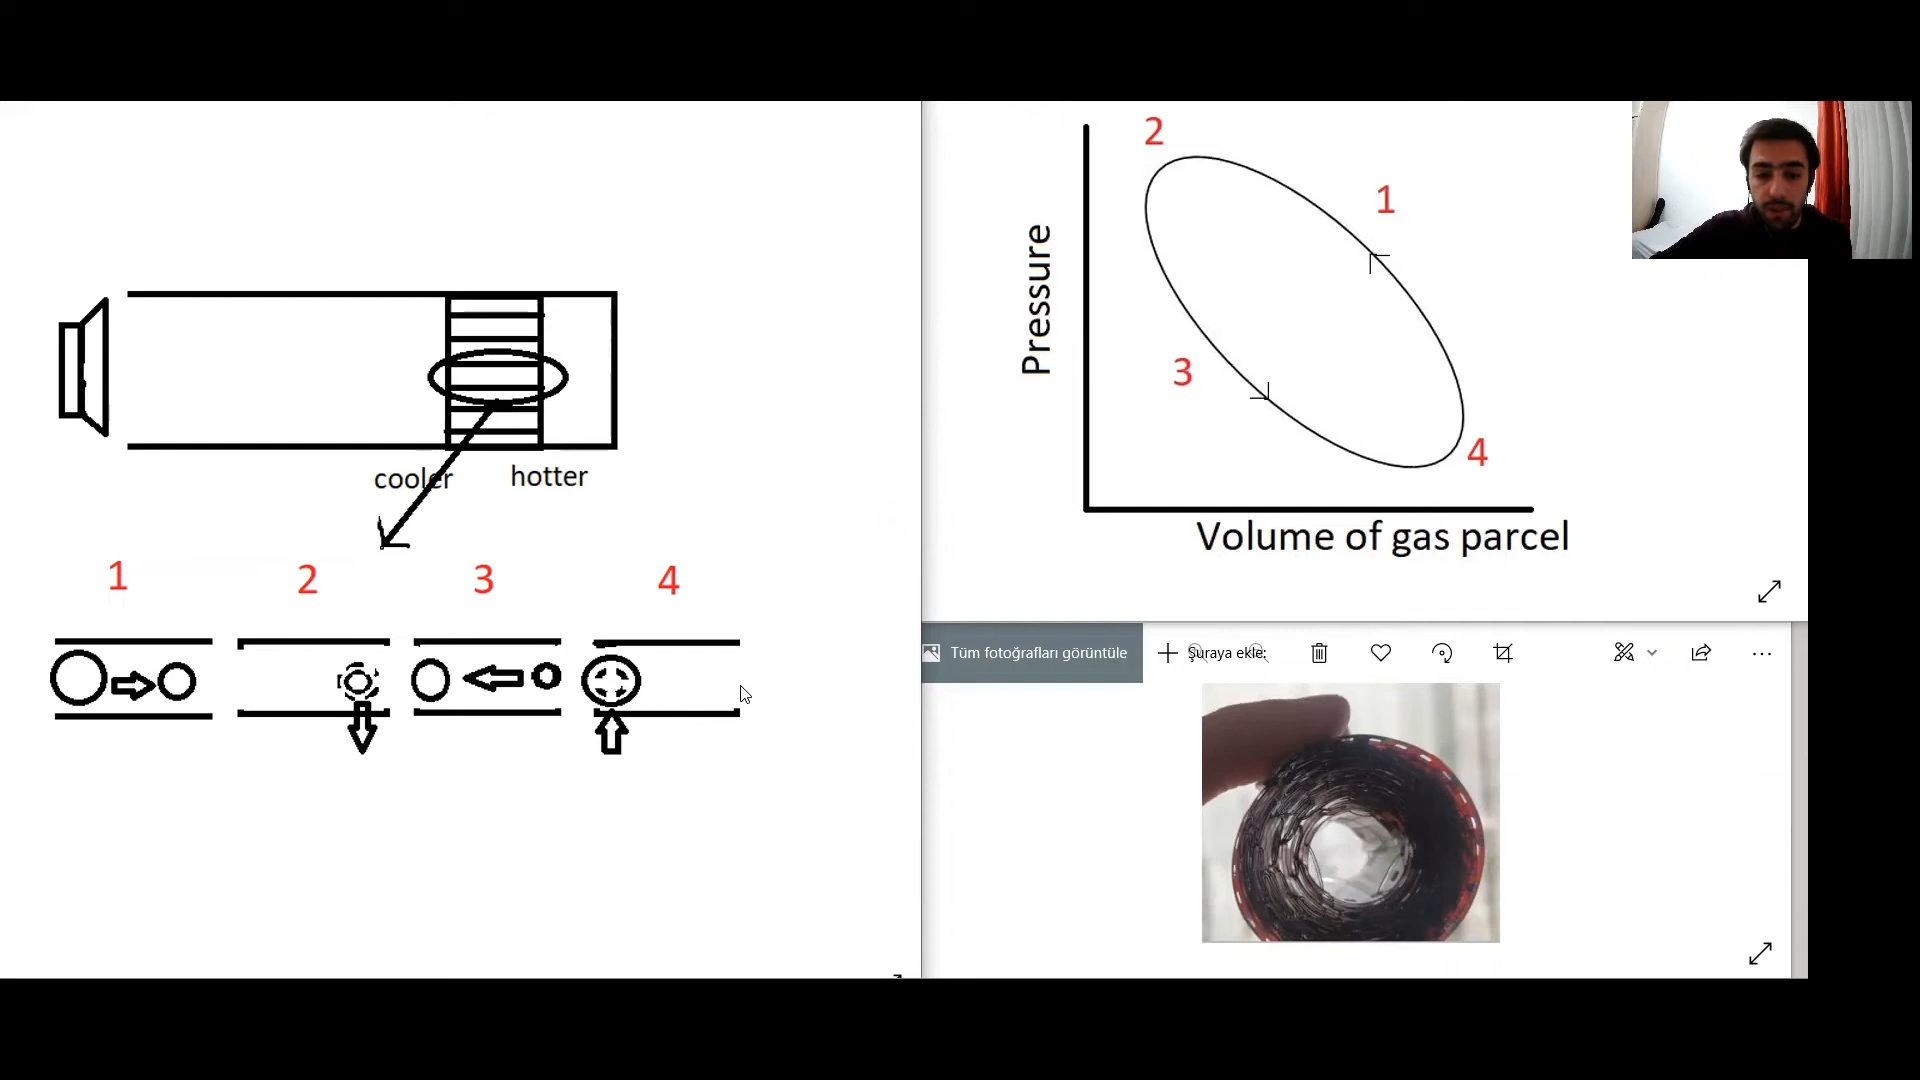 cooler
hotter
1
2
3
4
2
1
3
4
Pressure
Volume of gas parcel
Tüm fotoğrafları görüntüle
Şuraya ekle: